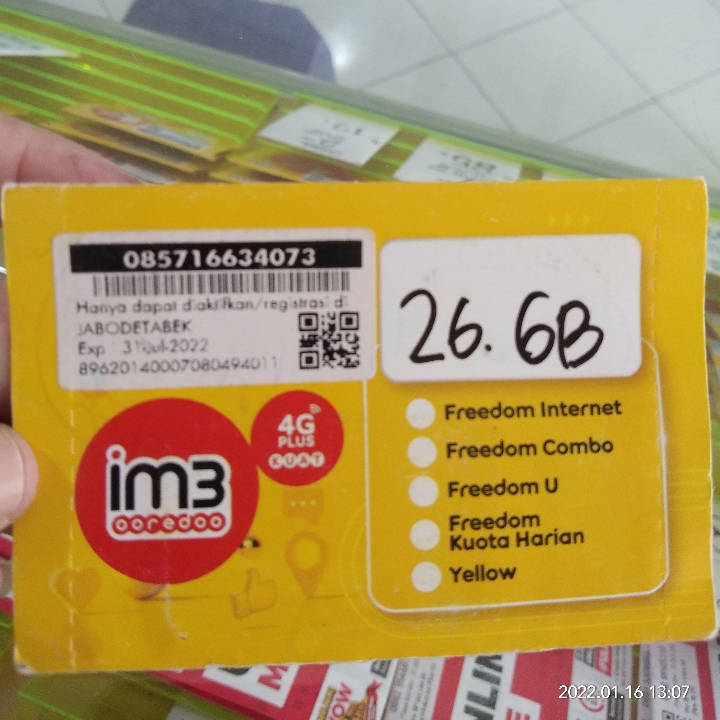 085716634073
Hanya dapat diaktifkan/registrasi di
JABODETABEK
Exp 31-Jul-2022
89620140007080494011
26. 6B
im3
ooredoo
4G
PLUS
KUAT
Freedom Internet
Freedom Combo
Freedom U
Freedom
Kuota Harian
Yellow
2022.01.16 13:07